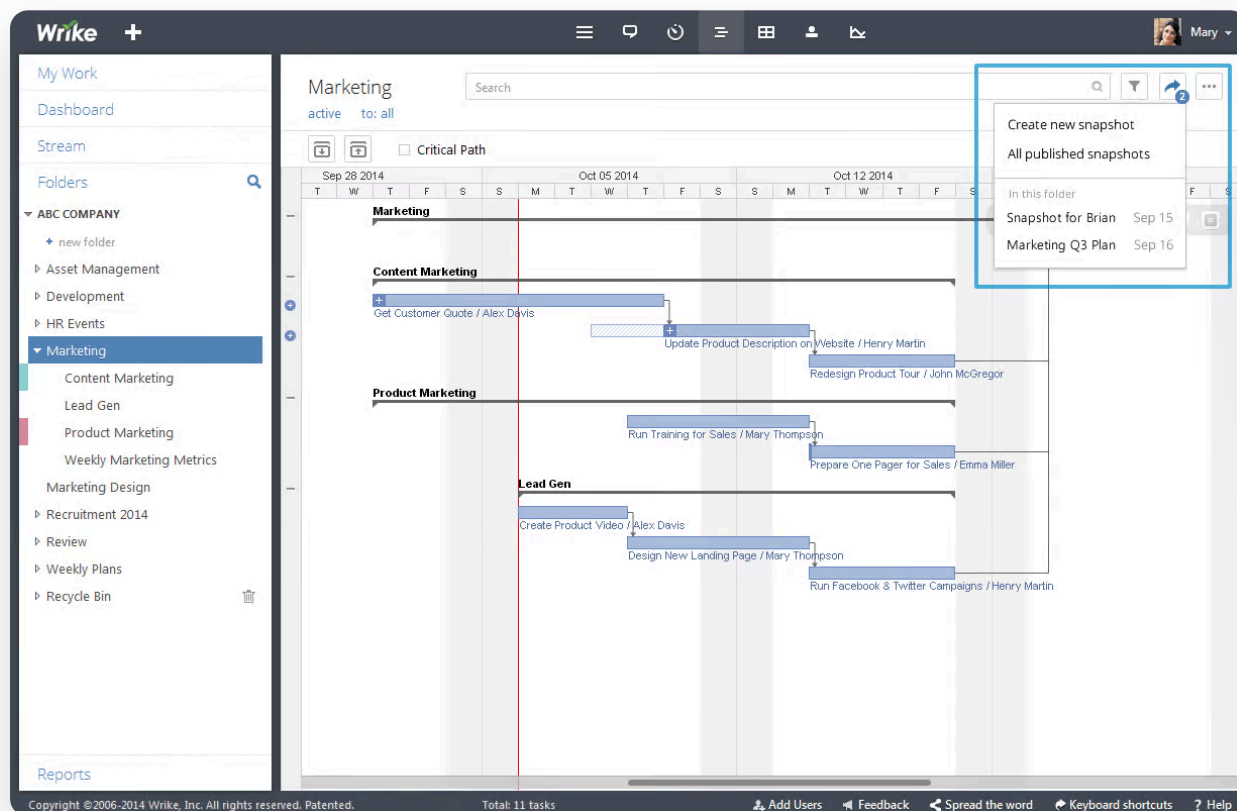 Wrike +
Mary
My Work
Dashboard
Stream
Folders
ABC COMPANY
+ new folder
Asset Management
Development
HR Events
Marketing
Content Marketing
Lead Gen
Product Marketing
Weekly Marketing Metrics
Marketing Design
Recruitment 2014
Review
Weekly Plans
Recycle Bin
Reports
Marketing
Search
active to: all
2
Create new snapshot
All published snapshots
In this folder
Snapshot for Brian Sep 15
Marketing Q3 Plan Sep 16
Critical Path
Sep 28 2014 Oct 05 2014 Oct 12 2014
T W T F S S M T W T F S S M T W T F S F S
Marketing
Content Marketing
Get Customer Quote / Alex Davis
Update Product Description on Website / Henry Martin
Redesign Product Tour / John McGregor
Product Marketing
Run Training for Sales / Mary Thompson
Prepare One Pager for Sales / Emma Miller
Lead Gen
Create Product Video / Alex Davis
Design New Landing Page / Mary Thompson
Run Facebook & Twitter Campaigns / Henry Martin
Copyright ©2006-2014 Wrike, Inc. All rights reserved. Patented. Total: 11 tasks Add Users Feedback Spread the word Keyboard shortcuts ? Help